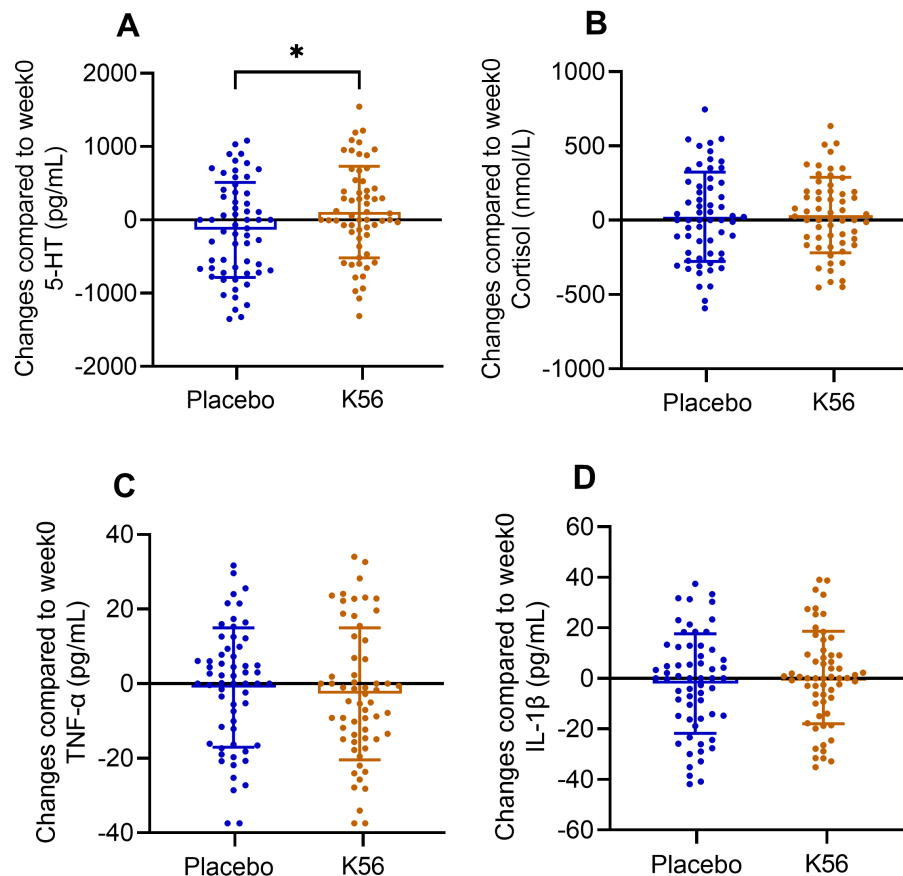 A
Changes compared to week0
5-HT (pg/mL)
2000
1000
0
-1000
-2000
*
Placebo
K56
B
Changes compared to week0
Cortisol (nmol/L)
1000
500
0
-500
-1000
Placebo
K56
C
Changes compared to week0
TNF-α (pg/mL)
40
20
0
-20
-40
Placebo
K56
D
Changes compared to week0
IL-1β (pg/mL)
60
40
20
0
-20
-40
-60
Placebo
K56